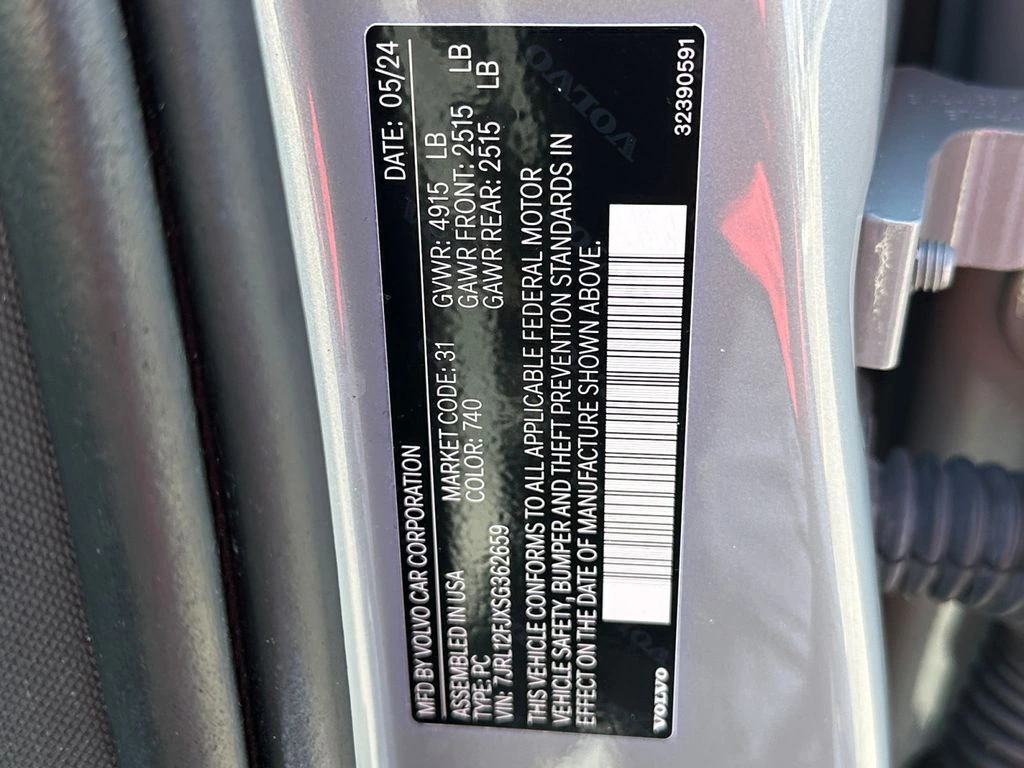 MFD BY VOLVO CAR CORPORATION DATE: 05/24
ASSEMBLED IN USA MARKET CODE: 31 GVWR: 4915 LB
TYPE: PC COLOR: 740 GAWR FRONT: 2515 LB
VIN: 7JRL12FJXSG362659 GAWR REAR: 2515 LB
THIS VEHICLE CONFORMS TO ALL APPLICABLE FEDERAL MOTOR
VEHICLE SAFETY, BUMPER AND THEFT PREVENTION STANDARDS IN
EFFECT ON THE DATE OF MANUFACTURE SHOWN ABOVE.
VOLVO 32390591
VOLVO